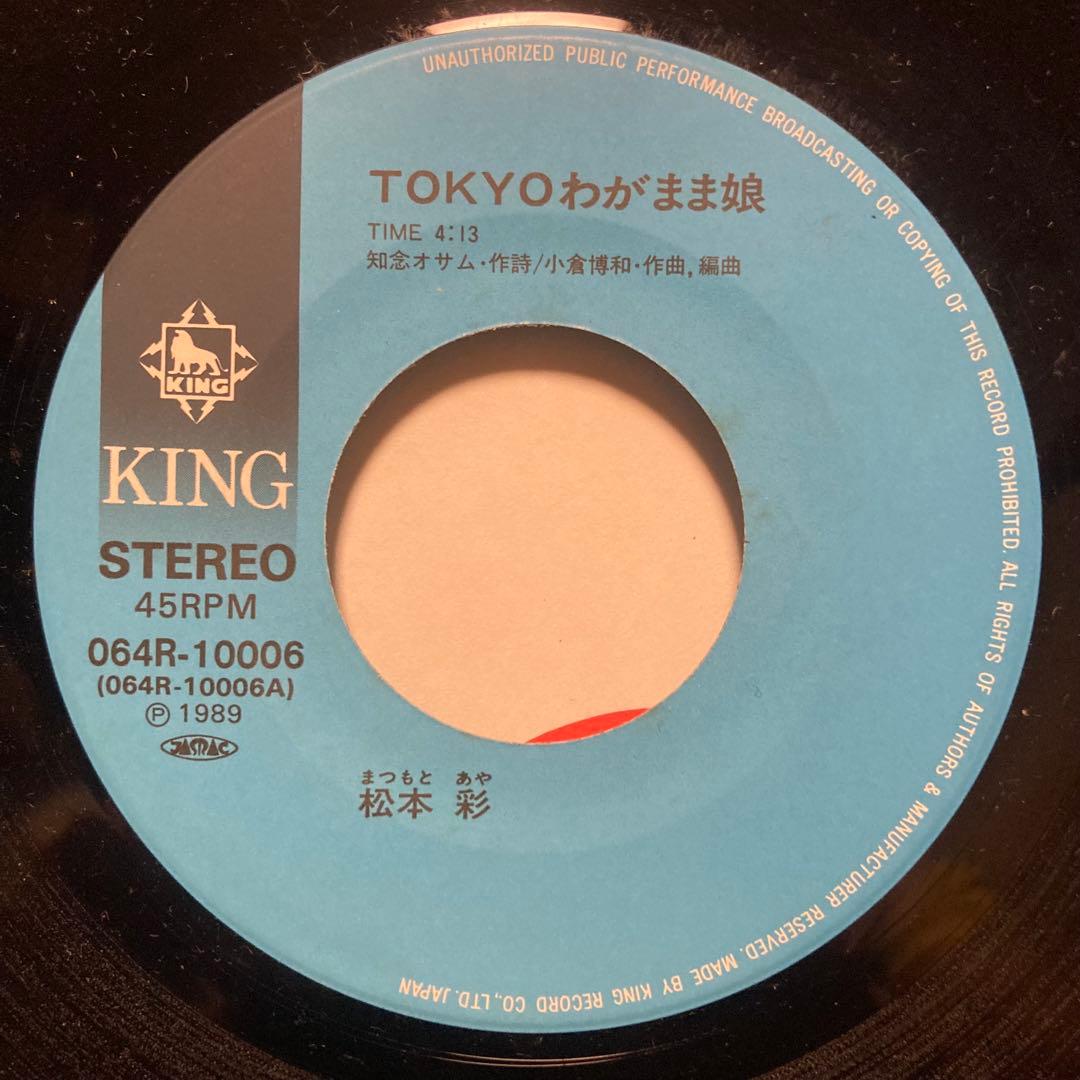 UNAUTHORIZED PUBLIC PERFORMANCE BROADCASTING OR COPYING OF THIS RECORD PROHIBITED. ALL RIGHTS OF AUTHORS & MANUFACTURER RESERVED. MADE BY KING RECORD CO., LTD. JAPAN
TOKYOわがまま娘
TIME 4:13
知念オサム・作詩/小倉博和・作曲,編曲
KING
KING
STEREO
45RPM
064R-10006
(064R-10006A)
Ⓟ 1989
JASRAC
まつもと あや
松本 彩